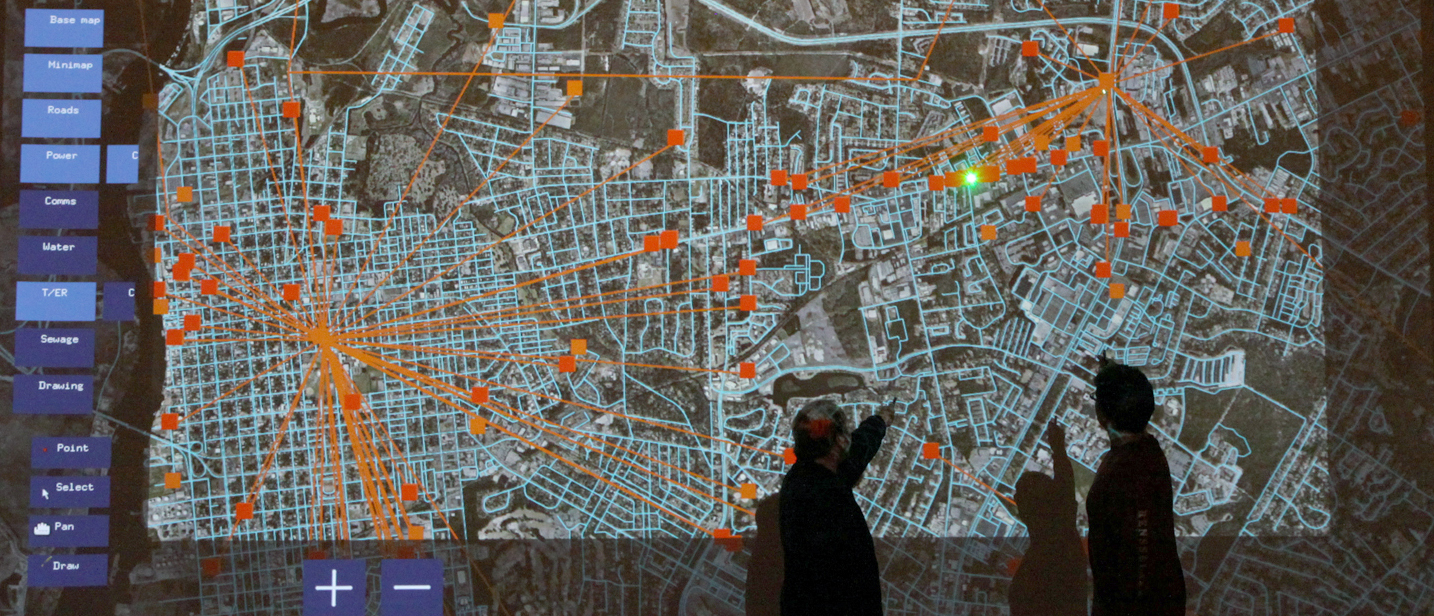 Base map
Minimap
Roads
Power
C
Comms
Water
T/ER
C
Sewage
Drawing
Point
Select
Pan
Draw
+
−